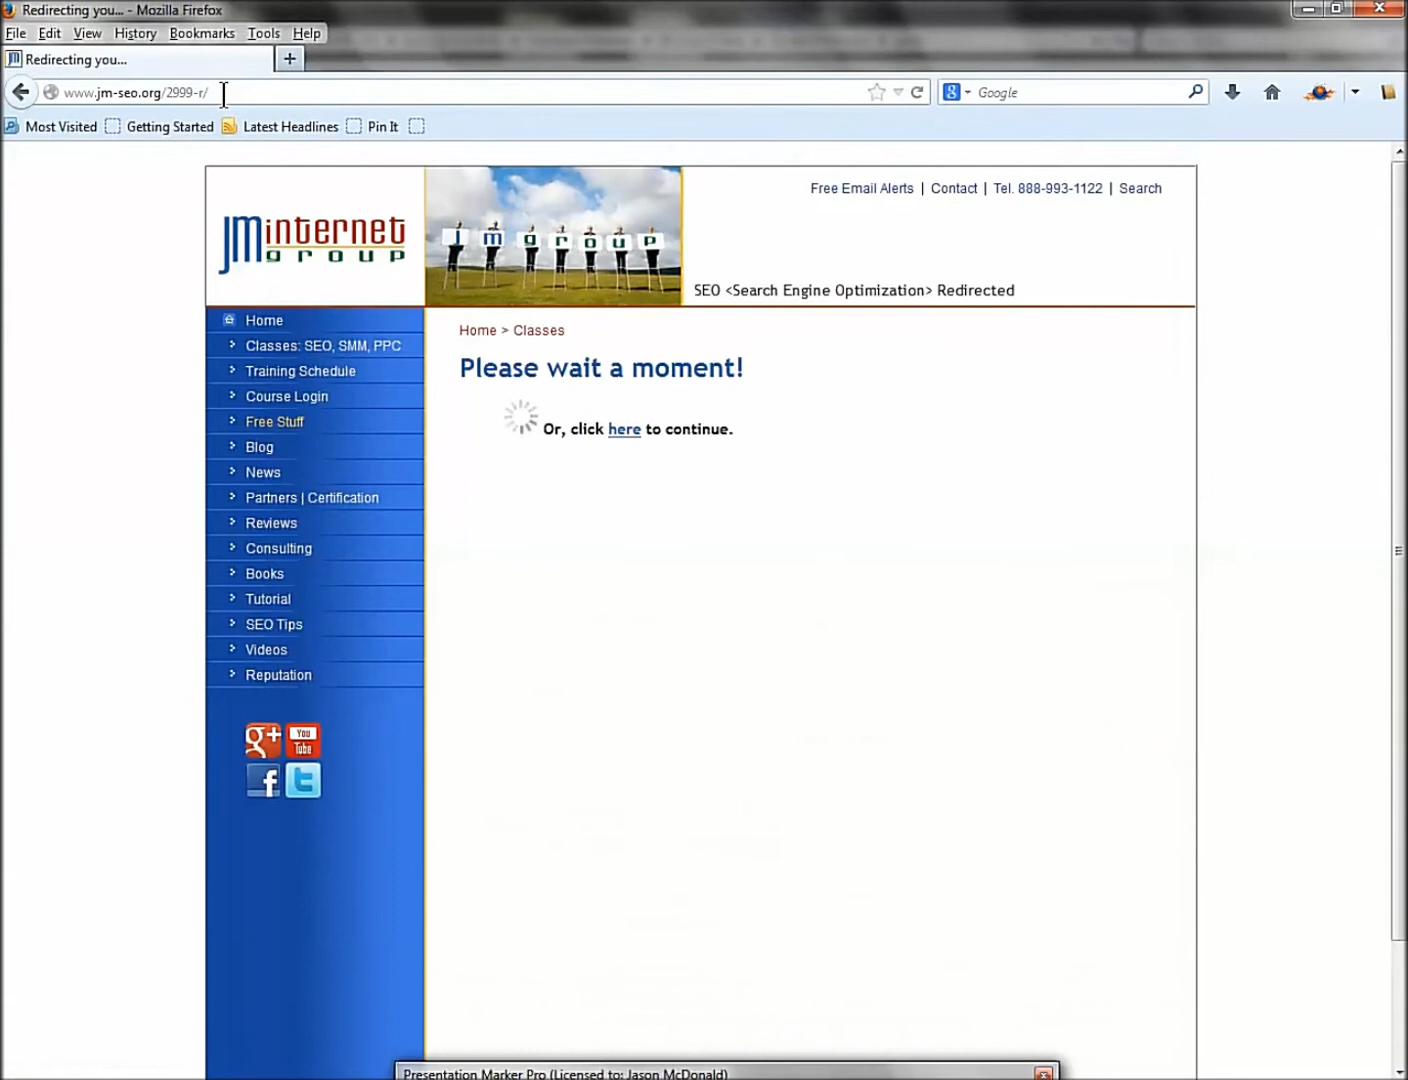 Redirecting you... - Mozilla Firefox
File Edit View History Bookmarks Tools Help
JM Redirecting you...
www.jm-seo.org/2999-r/
8 Google
Most Visited Getting Started Latest Headlines Pin It
JMinternet
group
jmgroup
Free Email Alerts | Contact | Tel. 888-993-1122 | Search
SEO <Search Engine Optimization> Redirected
Home
Classes: SEO, SMM, PPC
Training Schedule
Course Login
Free Stuff
Blog
News
Partners | Certification
Reviews
Consulting
Books
Tutorial
SEO Tips
Videos
Reputation
g+ You Tube
f t
Home > Classes
Please wait a moment!
Or, click here to continue.
Presentation Marker Pro (Licensed to: Jason McDonald)